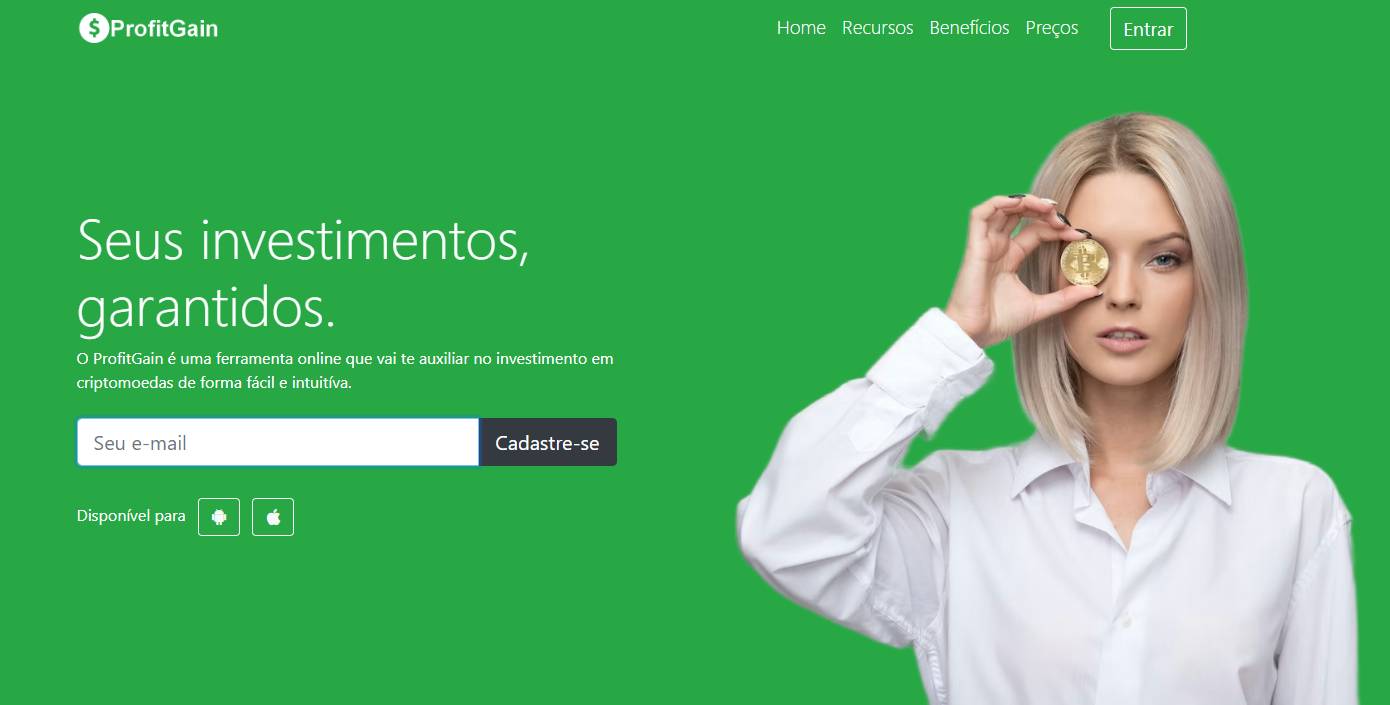 ProfitGain
Home Recursos Benefícios Preços Entrar
Seus investimentos,
garantidos.
O ProfitGain é uma ferramenta online que vai te auxiliar no investimento em
criptomoedas de forma fácil e intuitíva.
Seu e-mail Cadastre-se
Disponível para